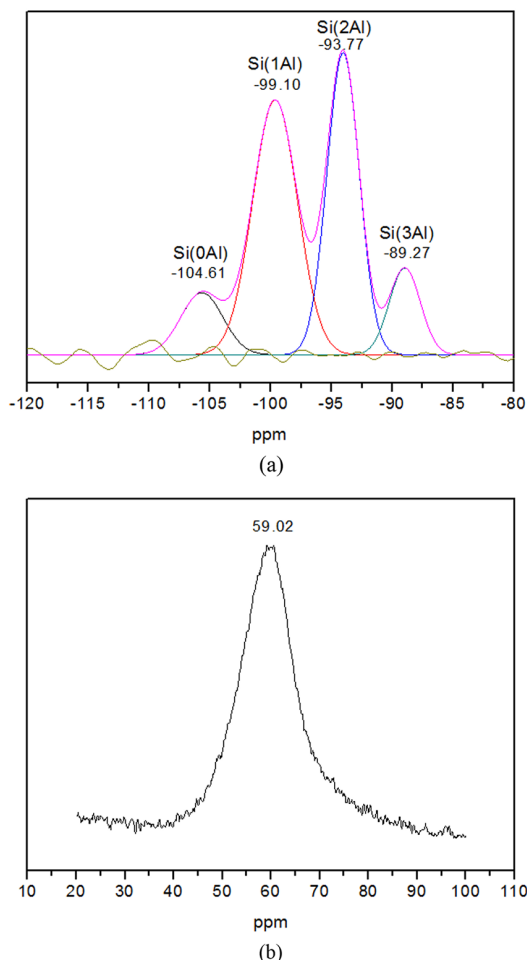 Si(2Al)
-93.77
Si(1Al)
-99.10
Si(3Al)
-89.27
Si(0Al)
-104.61
-120 -115 -110 -105 -100 -95 -90 -85 -80
ppm
(a)
59.02
10 20 30 40 50 60 70 80 90 100 110
ppm
(b)